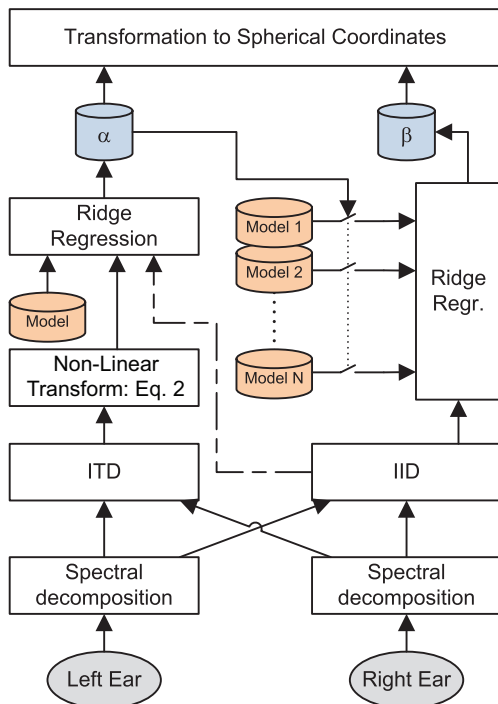 Transformation to Spherical Coordinates
α
β
Ridge
Regression
Model 1
Model 2
Ridge
Regr.
Model
Non-Linear
Transform: Eq. 2
Model N
ITD
IID
Spectral
decomposition
Spectral
decomposition
Left Ear
Right Ear